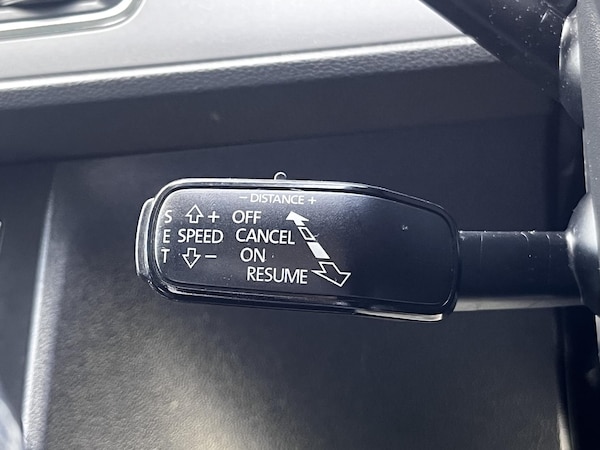 − DISTANCE +
S + OFF
E SPEED CANCEL
T − ON
RESUME